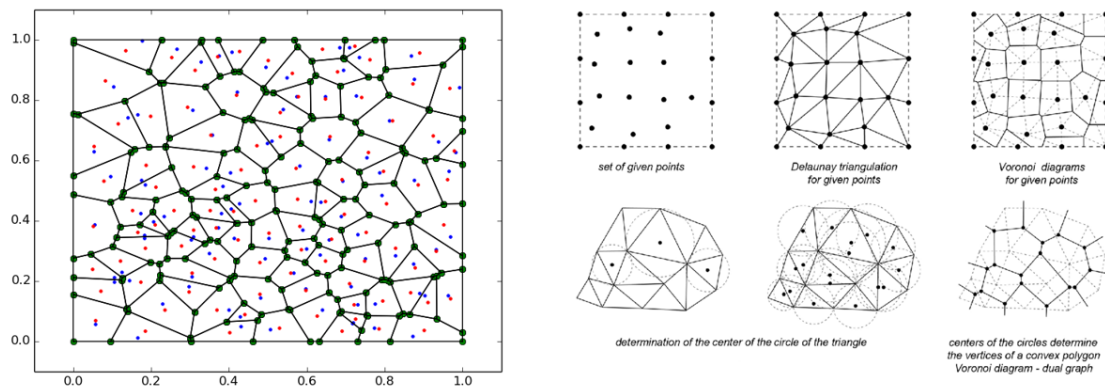 1.0
0.8
0.6
0.4
0.2
0.0
0.0 0.2 0.4 0.6 0.8 1.0
set of given points
Delaunay triangulation
for given points
Voronoi diagrams
for given points
determination of the center of the circle of the triangle
centers of the circles determine
the vertices of a convex polygon
Voronoi diagram - dual graph